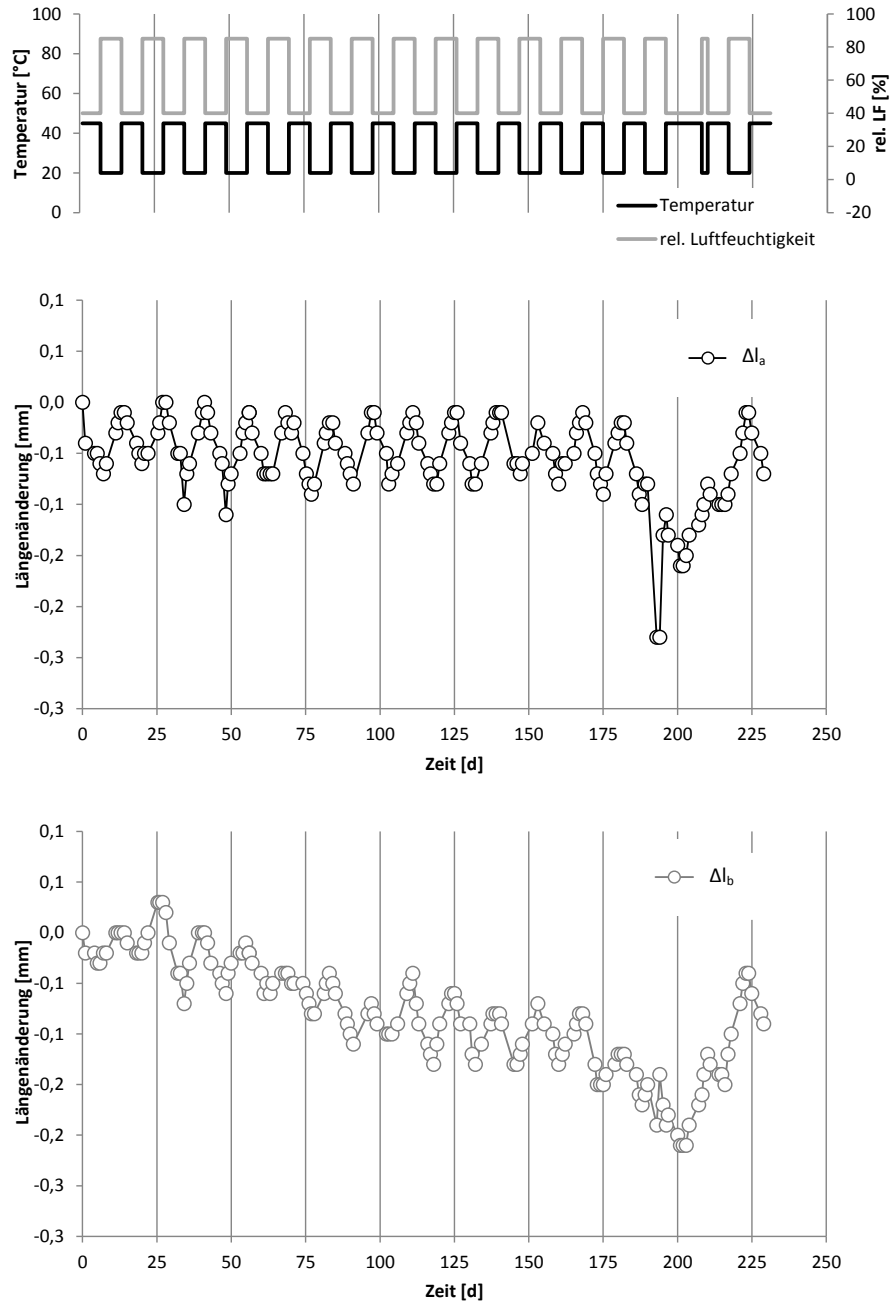 Temperatur [°C]
100
80
60
40
20
0
100
80
60
40
20
0
-20
rel. LF [%]
Temperatur
rel. Luftfeuchtigkeit
Längenänderung [mm]
0,1
0,1
0,0
-0,1
-0,1
-0,2
-0,2
-0,3
-0,3
Δlₐ
0 25 50 75 100 125 150 175 200 225 250
Zeit [d]
Längenänderung [mm]
0,1
0,1
0,0
-0,1
-0,1
-0,2
-0,2
-0,3
-0,3
Δl_b
0 25 50 75 100 125 150 175 200 225 250
Zeit [d]